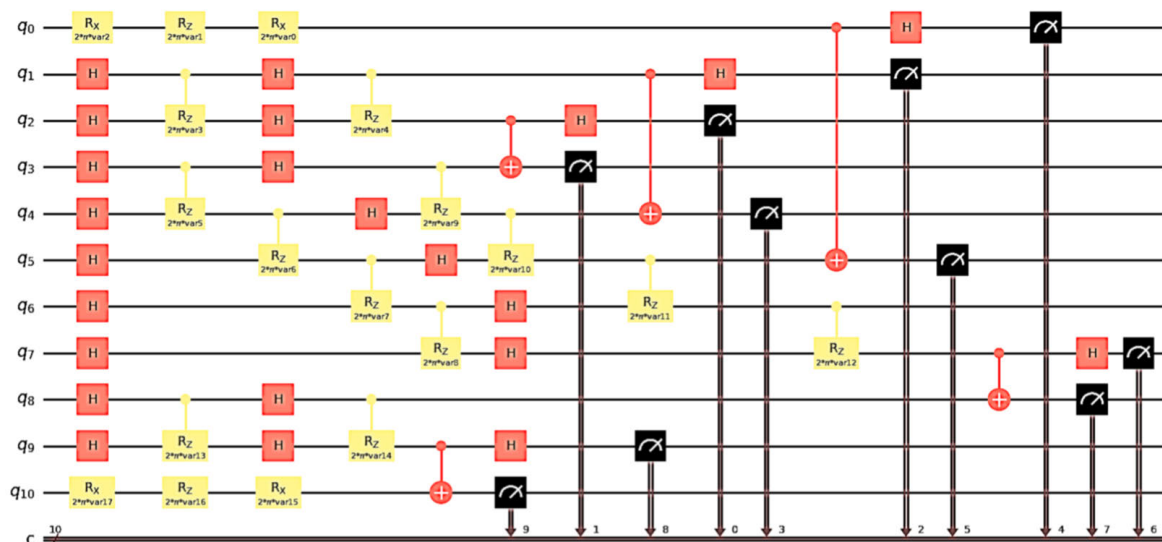 q0 RX 2*π*var2 RZ 2*π*var1 RX 2*π*var0 H
q1 H H H
q2 H RZ 2*π*var3 H RZ 2*π*var4 H
q3 H H
q4 H RZ 2*π*var5 H RZ 2*π*var9
q5 H RZ 2*π*var6 H RZ 2*π*var10
q6 H RZ 2*π*var7 H RZ 2*π*var11
q7 H RZ 2*π*var8 H RZ 2*π*var12 H
q8 H H
q9 H RZ 2*π*var13 H RZ 2*π*var14 H
q10 RX 2*π*var17 RZ 2*π*var16 RX 2*π*var15
c 10 9 1 8 0 3 2 5 4 7 6